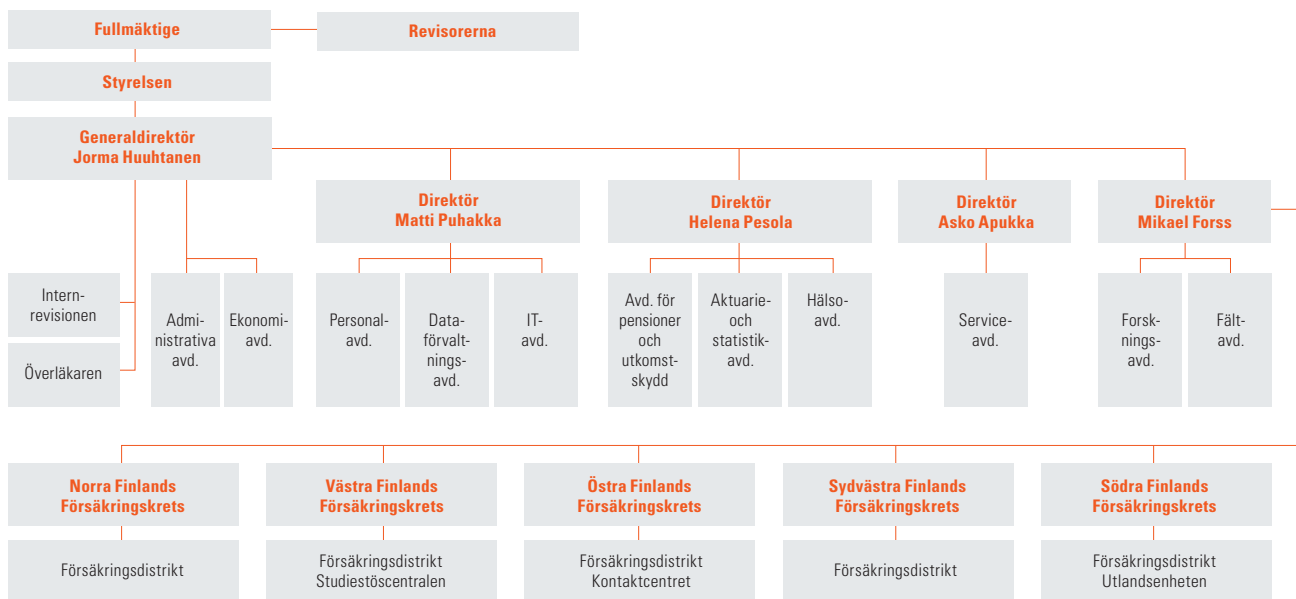 Fullmäktige
Revisorerna
Styrelsen
Generaldirektör
Jorma Huuhtanen
Direktör
Matti Puhakka
Direktör
Helena Pesola
Direktör
Asko Apukka
Direktör
Mikael Forss
Intern-
revisionen
Överläkaren
Admi-
nistrativa
avd.
Ekonomi-
avd.
Personal-
avd.
Data-
förvalt-
nings-
avd.
IT-
avd.
Avd. för
pensioner
och
utkomst-
skydd
Aktuarie-
och
statistik-
avd.
Hälso-
avd.
Service-
avd.
Forsk-
nings-
avd.
Fält-
avd.
Norra Finlands
Försäkringskrets
Västra Finlands
Försäkringskrets
Östra Finlands
Försäkringskrets
Sydvästra Finlands
Försäkringskrets
Södra Finlands
Försäkringskrets
Försäkringsdistrikt
Försäkringsdistrikt
Studiestöscentralen
Försäkringsdistrikt
Kontaktcentret
Försäkringsdistrikt
Försäkringsdistrikt
Utlandsenheten